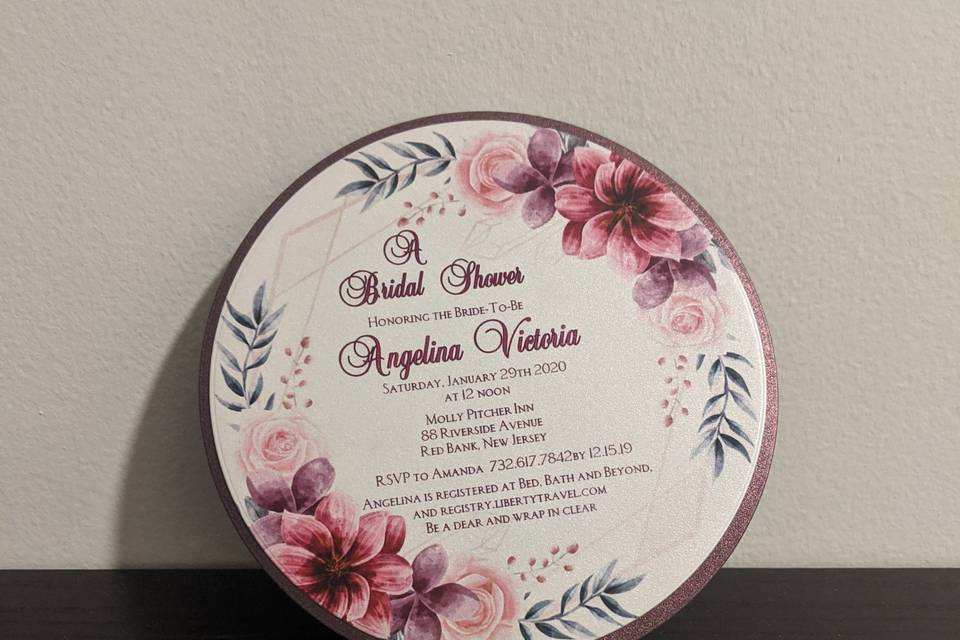 A
Bridal Shower
Honoring the Bride-To-Be
Angelina Victoria
Saturday, January 29th 2020
at 12 noon
Molly Pitcher Inn
88 Riverside Avenue
Red Bank, New Jersey
RSVP to Amanda 732.617.7842by 12.15.19
Angelina is registered at Bed, Bath and Beyond,
and registry.libertytravel.com
Be a dear and wrap in clear